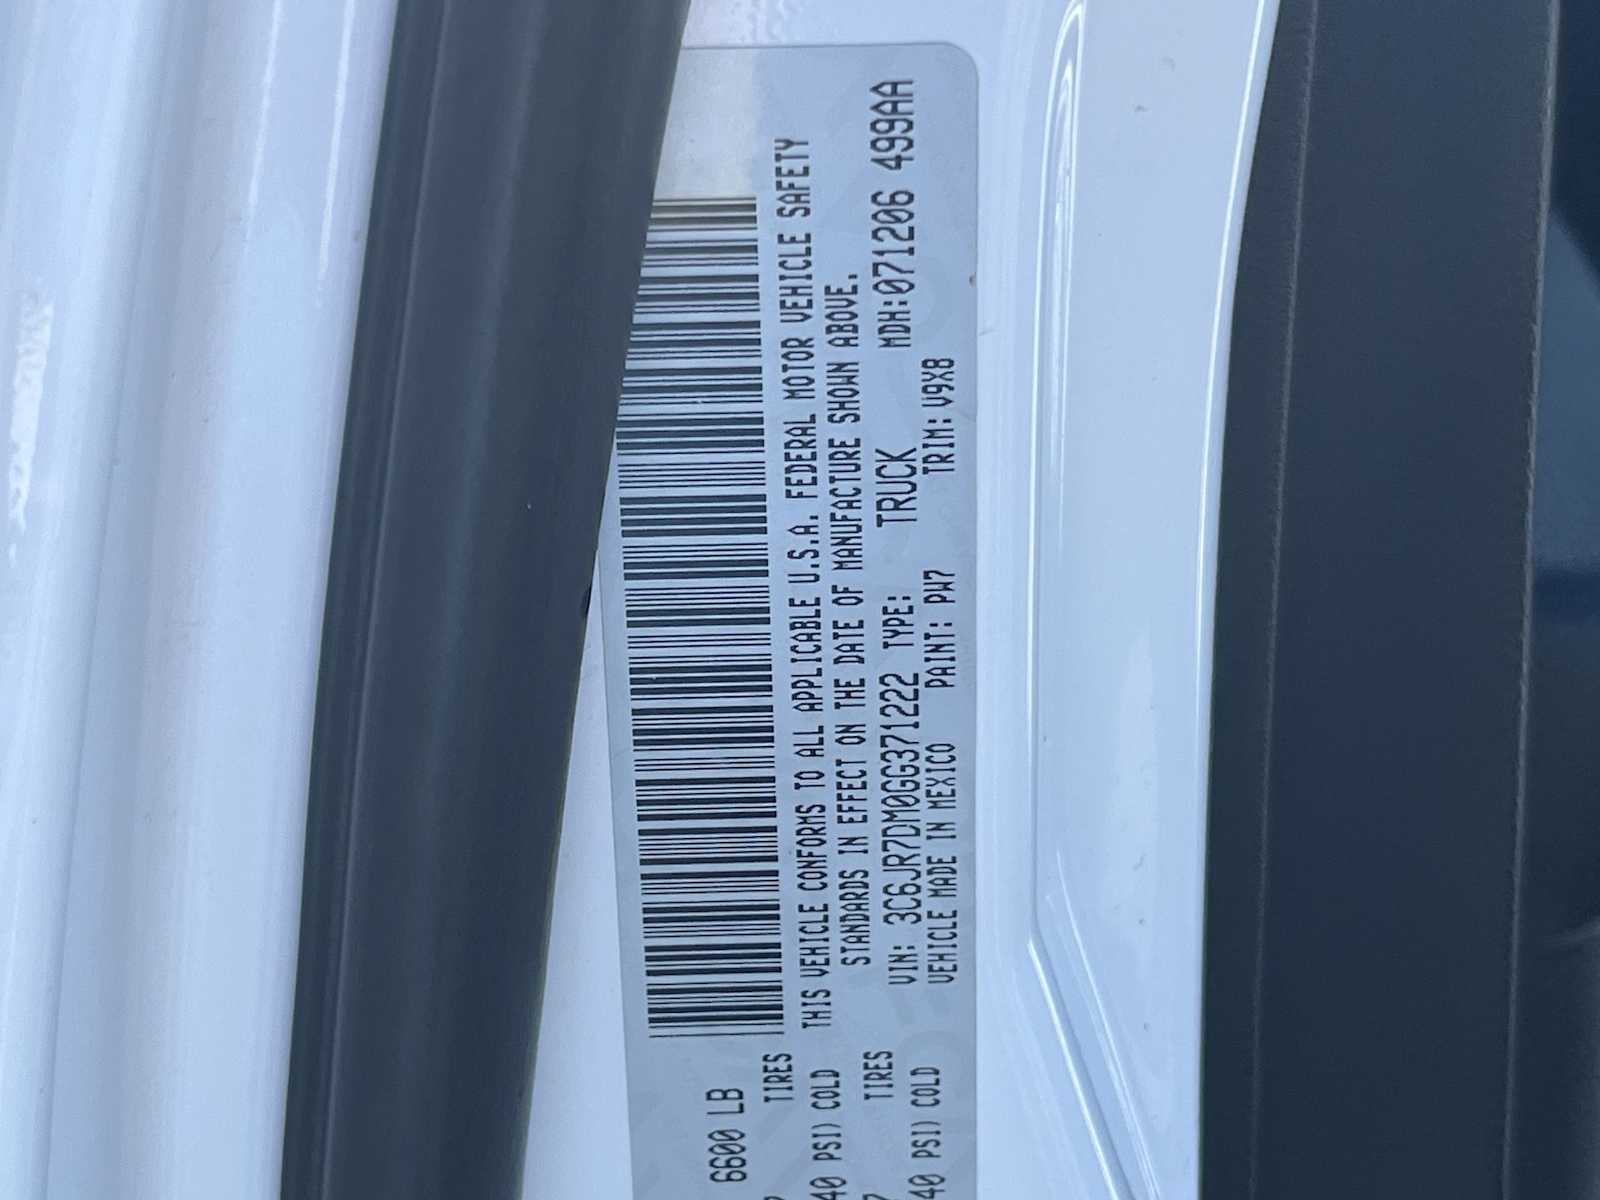 6600 LB
TIRES
40 PSI) COLD
TIRES
40 PSI) COLD
THIS VEHICLE CONFORMS TO ALL APPLICABLE U.S.A. FEDERAL MOTOR VEHICLE SAFETY
STANDARDS IN EFFECT ON THE DATE OF MANUFACTURE SHOWN ABOVE.
VIN: 3C6JR7DM0GG371222 TYPE: TRUCK MDH:071206 499AA
VEHICLE MADE IN MEXICO PAINT: PW7 TRIM: V9X8